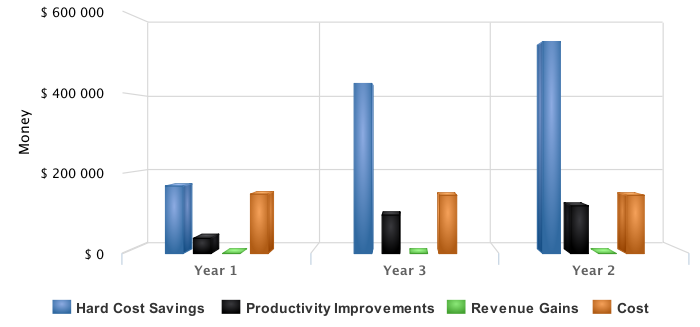 $ 600 000
$ 400 000
$ 200 000
$ 0
Money
Year 1
Year 3
Year 2
Hard Cost Savings
Productivity Improvements
Revenue Gains
Cost